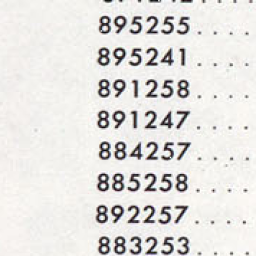 895255 . . . .
895241 . . . .
891258 . . . .
891247 . . . .
884257 . . . .
885258 . . . .
892257 . . . .
883253 . . . .